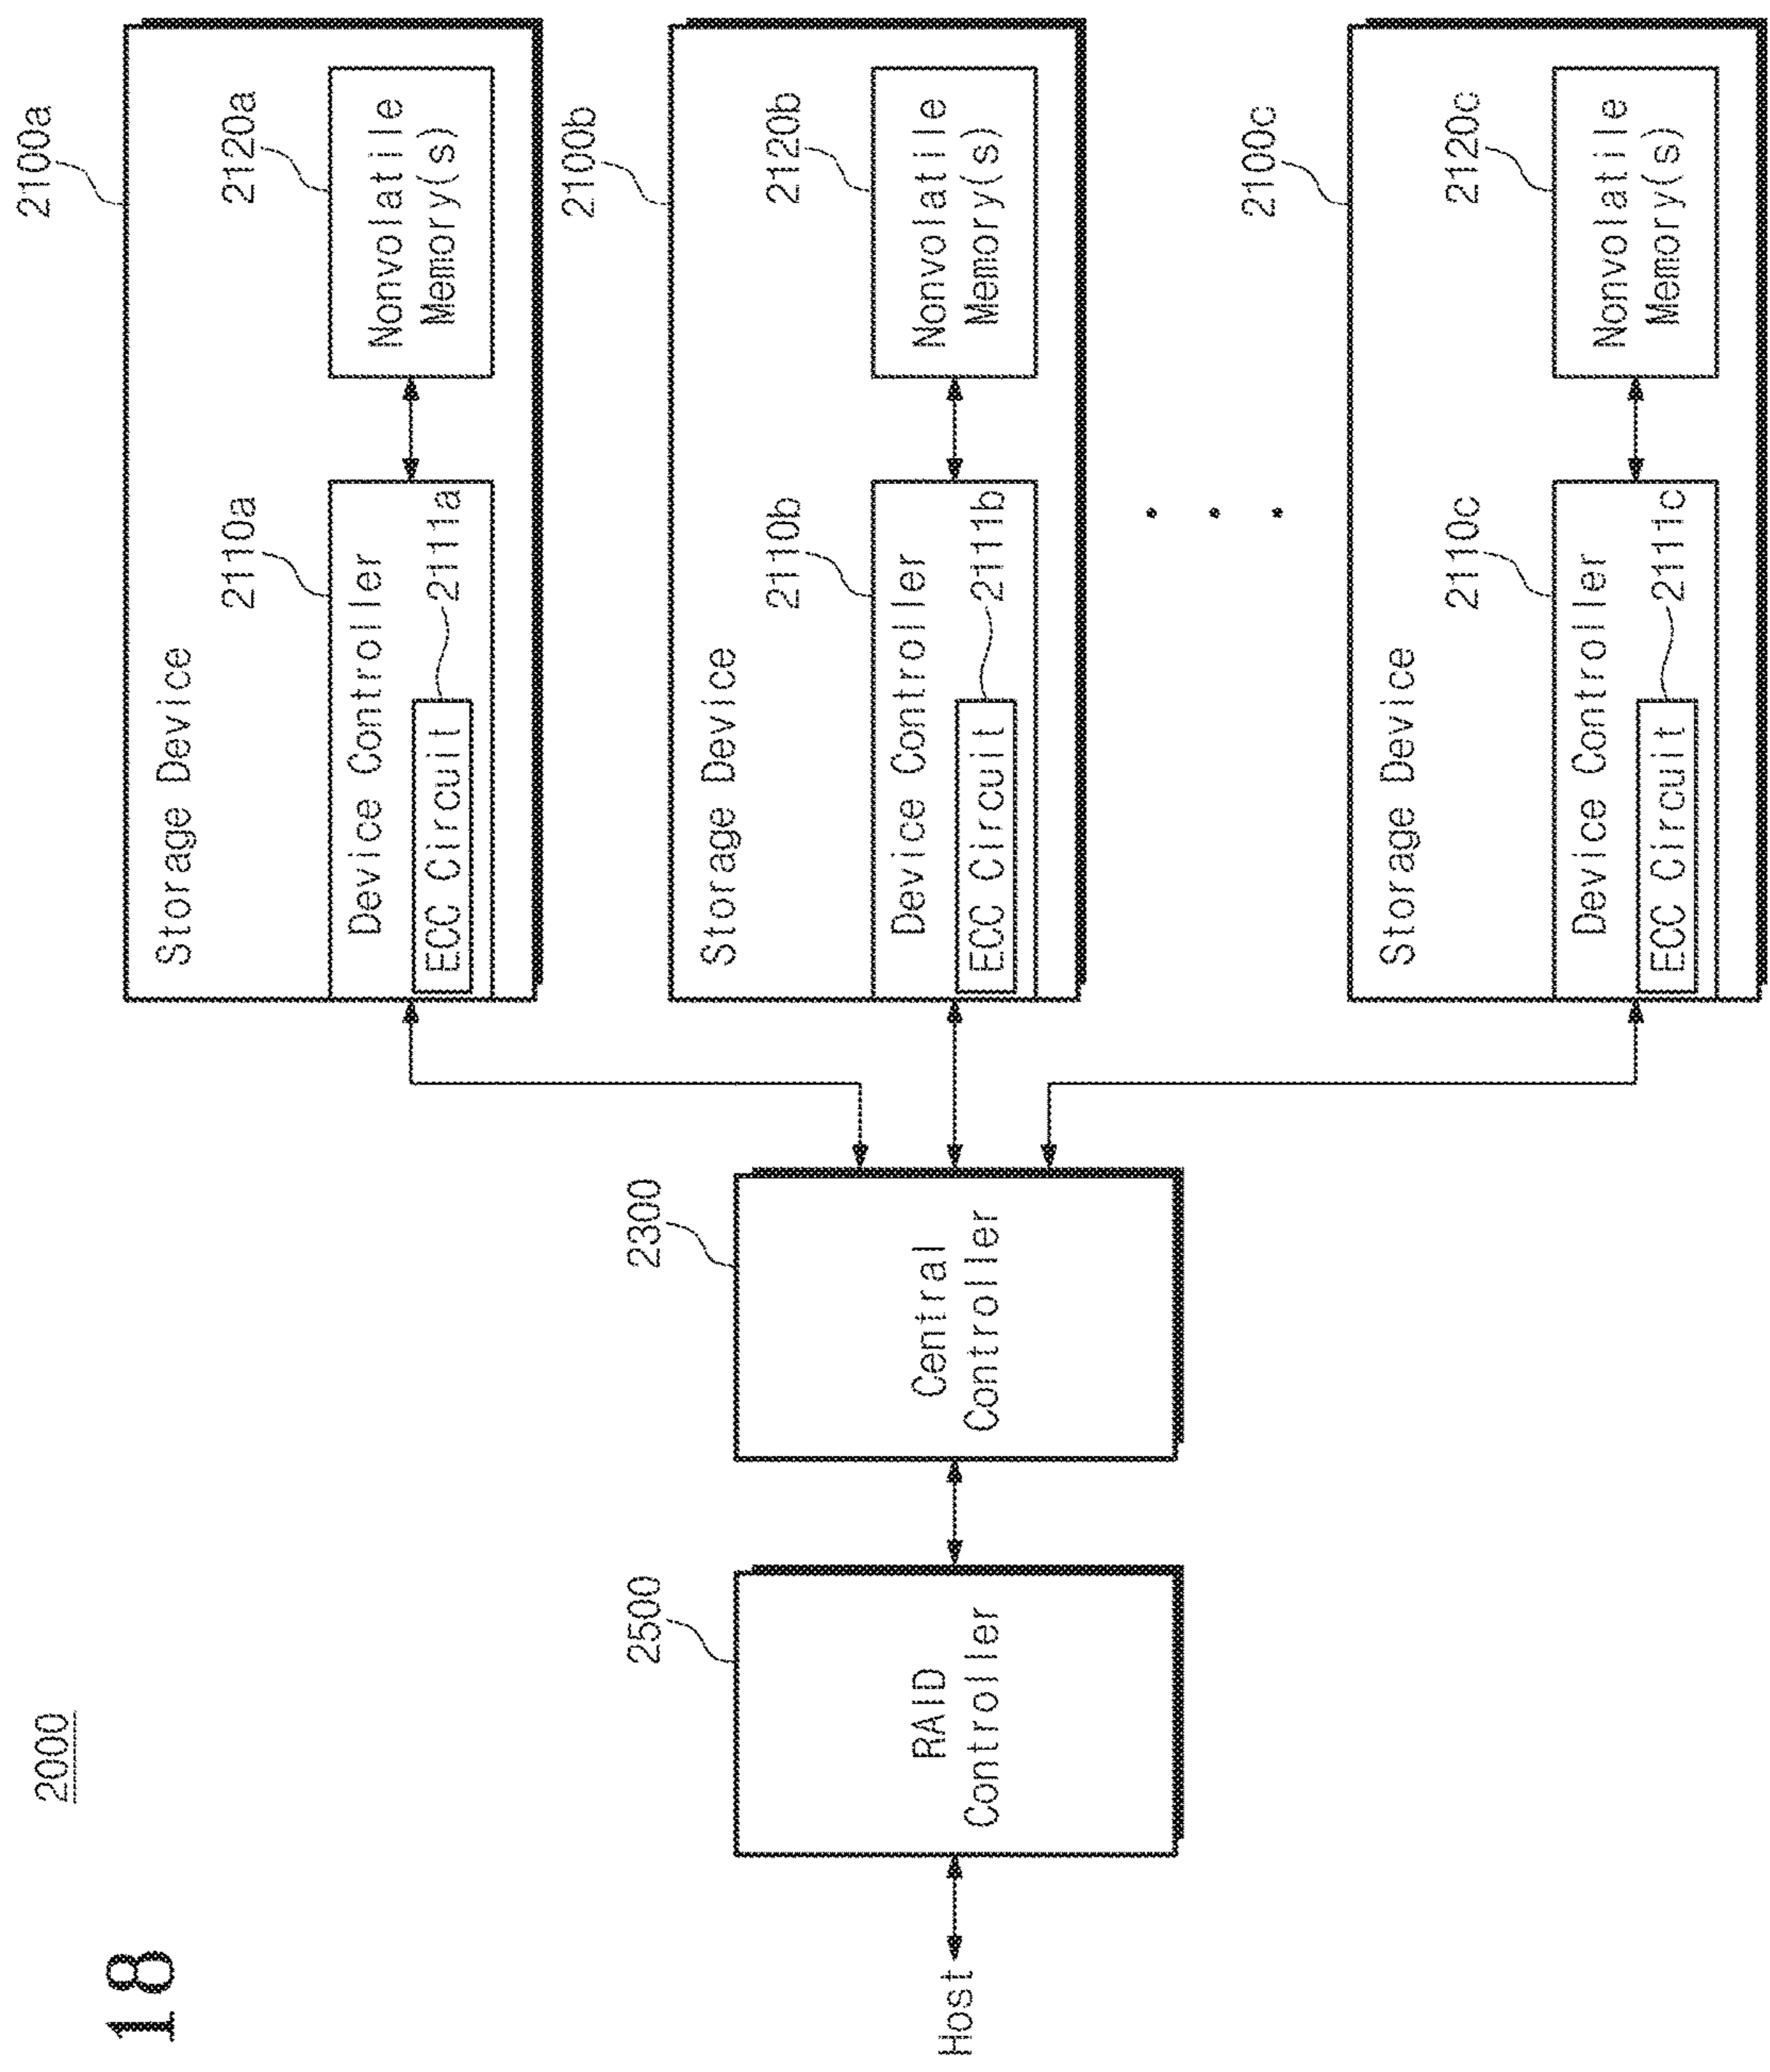 18
2000
Host
RAID
Controller
2500
Central
Controller
2300
Storage Device
2100a
Device Controller
2110a
ECC Circuit
2111a
Nonvolatile
Memory(s)
2120a
Storage Device
2100b
Device Controller
2110b
ECC Circuit
2111b
Nonvolatile
Memory(s)
2120b
Storage Device
2100c
Device Controller
2110c
ECC Circuit
2111c
Nonvolatile
Memory(s)
2120c